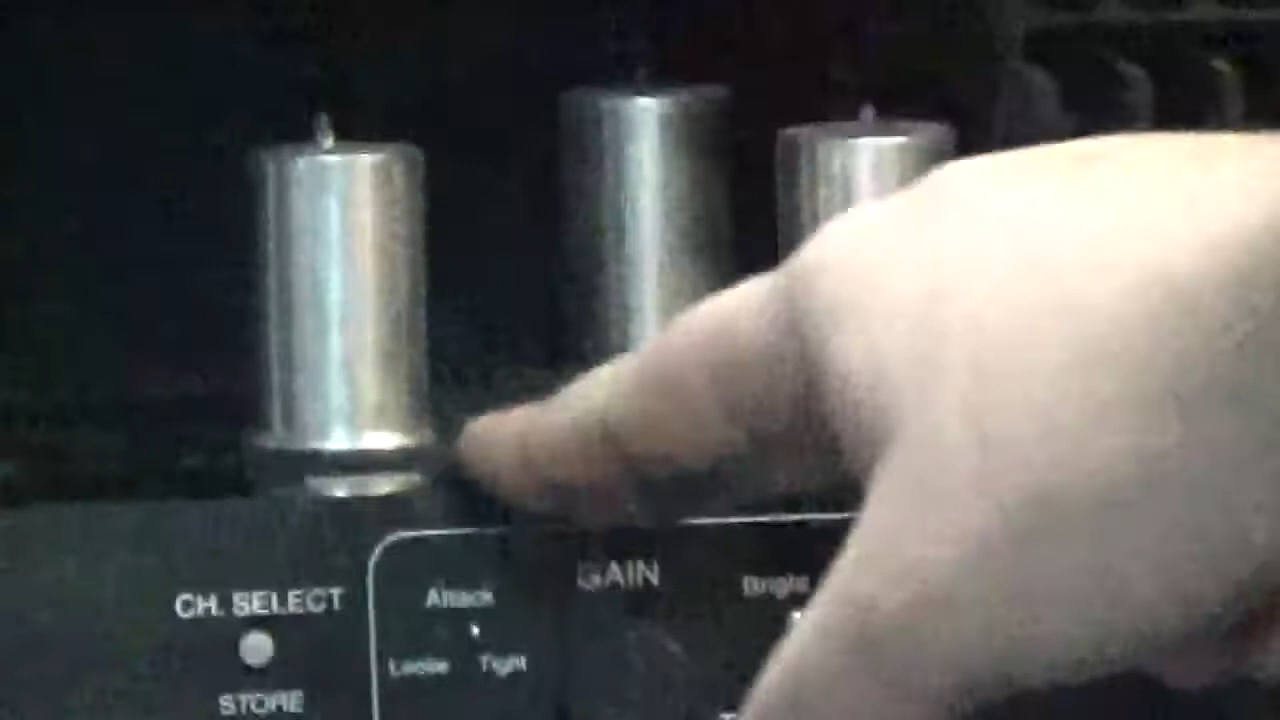 CH. SELECT
STORE
Attack
Loose Tight
GAIN
Bright